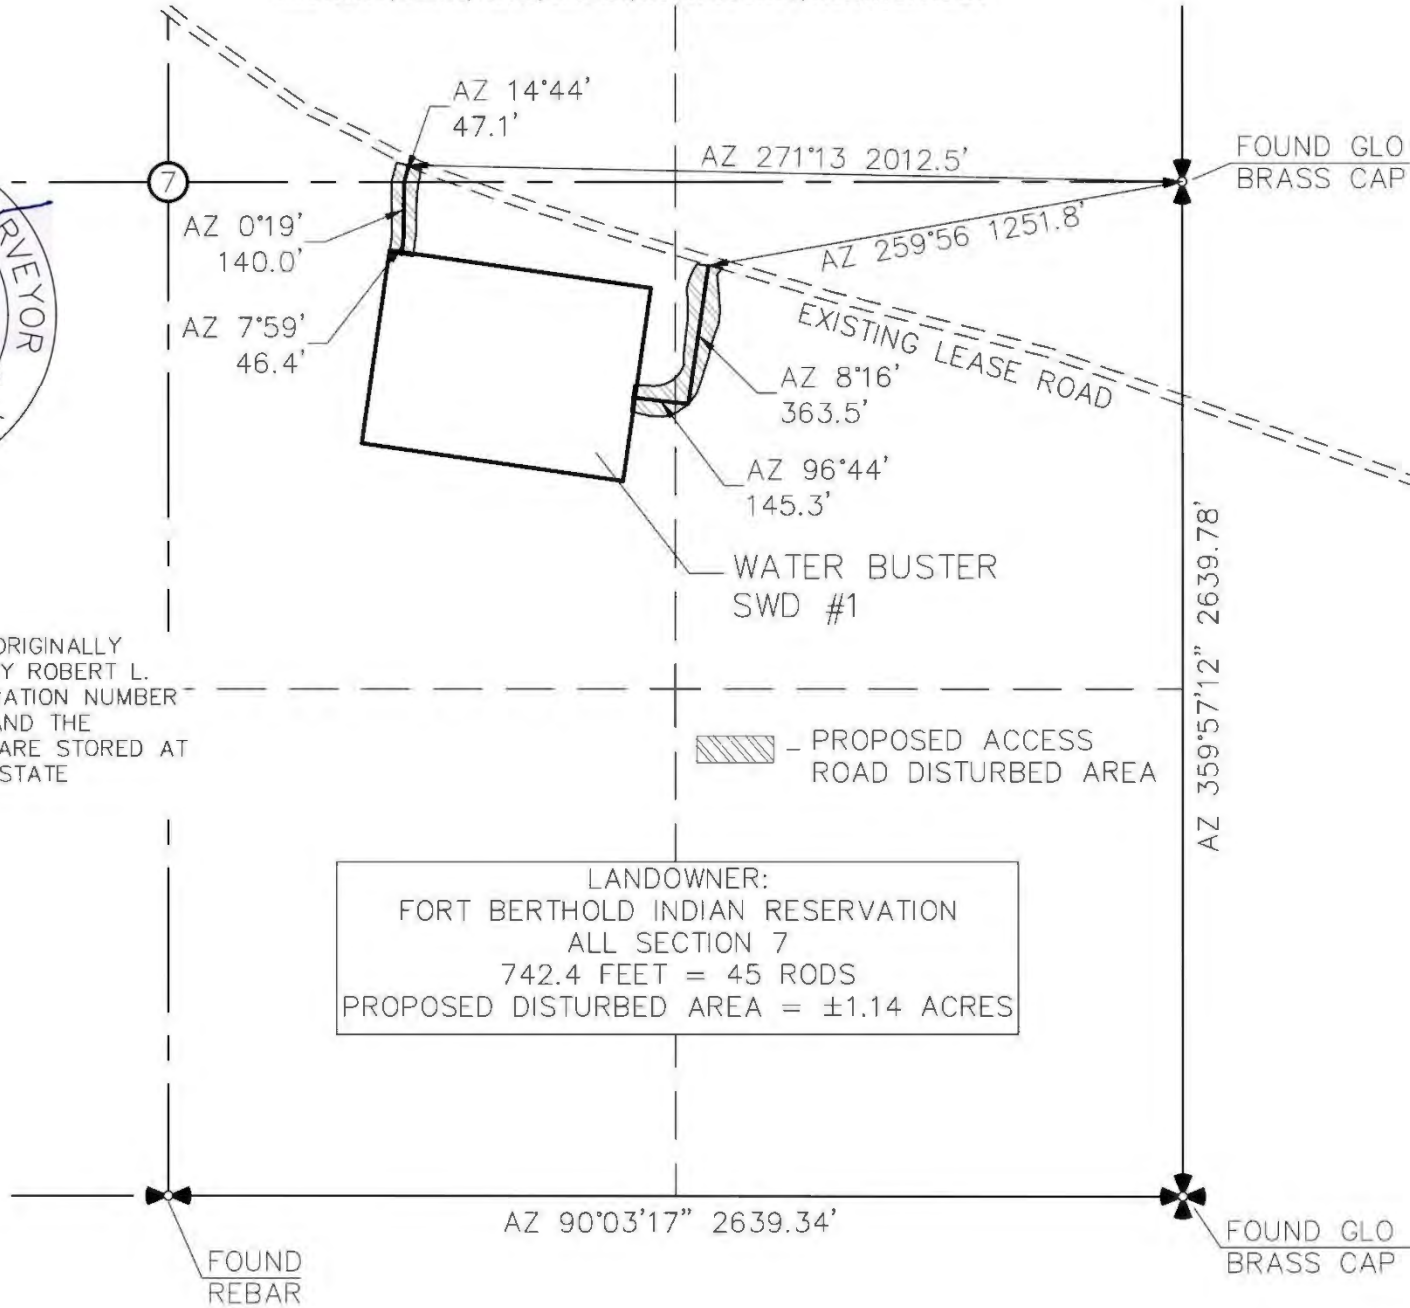 AZ 14°44'
47.1'
AZ 271°13 2012.5'
FOUND GLO
BRASS CAP
7
AZ 0°19'
140.0'
AZ 259°56 1251.8'
RVEYOR
EXISTING LEASE ROAD
AZ 7°59'
46.4'
AZ 8°16'
363.5'
AZ 96°44'
145.3'
WATER BUSTER
SWD #1
AZ 359°57'12" 2639.78'
ORIGINALLY
Y ROBERT L.
ATION NUMBER
AND THE
ARE STORED AT
STATE
PROPOSED ACCESS
ROAD DISTURBED AREA
LANDOWNER:
FORT BERTHOLD INDIAN RESERVATION
ALL SECTION 7
742.4 FEET = 45 RODS
PROPOSED DISTURBED AREA = ±1.14 ACRES
AZ 90°03'17" 2639.34'
FOUND
REBAR
FOUND GLO
BRASS CAP